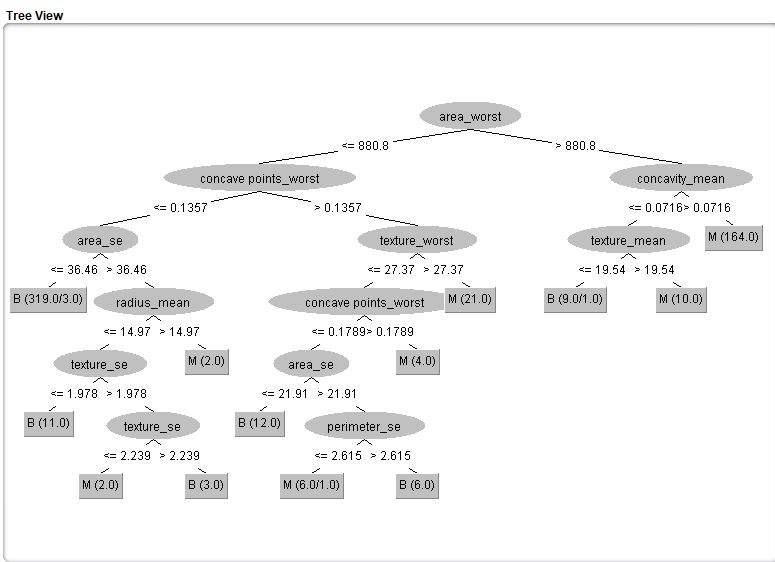 Tree View
area_worst
<= 880.8 > 880.8
concave points_worst concavity_mean
<= 0.1357 > 0.1357 <= 0.0716 > 0.0716
area_se texture_worst texture_mean M (164.0)
<= 36.46 > 36.46 <= 27.37 > 27.37 <= 19.54 > 19.54
B (319.0/3.0) radius_mean concave points_worst M (21.0) B (9.0/1.0) M (10.0)
<= 14.97 > 14.97 <= 0.1789 > 0.1789
texture_se M (2.0) area_se M (4.0)
<= 1.978 > 1.978 <= 21.91 > 21.91
B (11.0) texture_se B (12.0) perimeter_se
<= 2.239 > 2.239 <= 2.615 > 2.615
M (2.0) B (3.0) M (6.0/1.0) B (6.0)